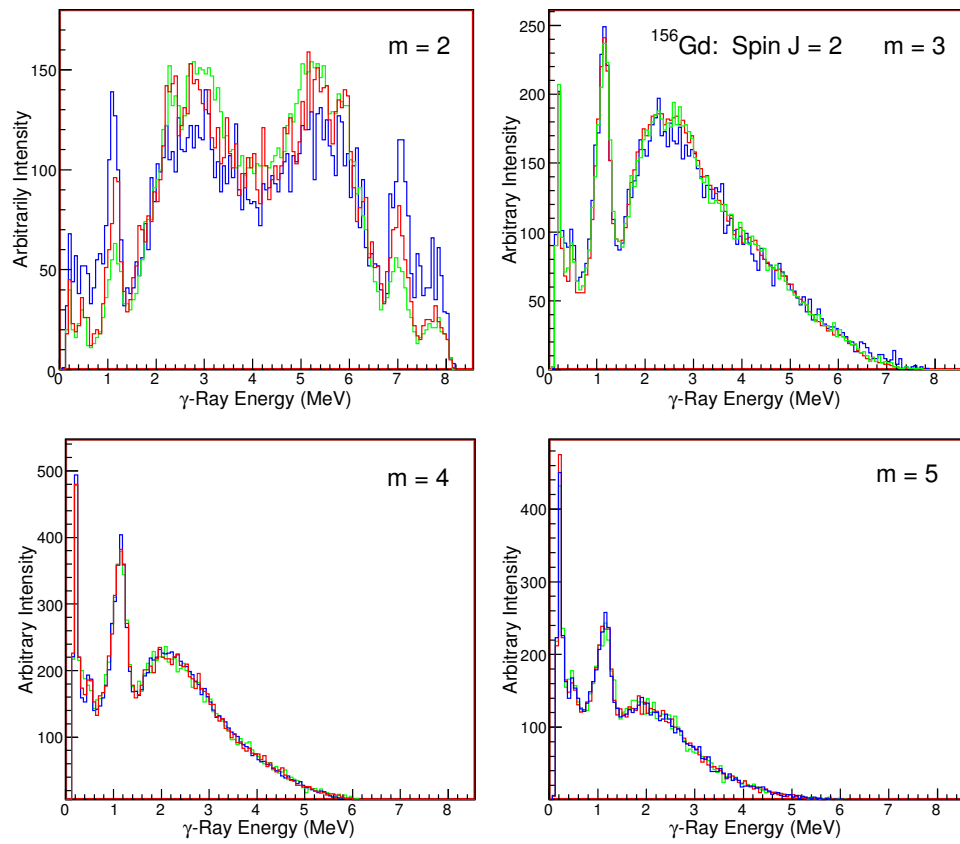 m = 2
150
100
50
0
Arbitrarily Intensity
0 1 2 3 4 5 6 7 8
γ-Ray Energy (MeV)
¹⁵⁶Gd: Spin J = 2 m = 3
250
200
150
100
50
0
Arbitrary Intensity
0 1 2 3 4 5 6 7 8
γ-Ray Energy (MeV)
m = 4
500
400
300
200
100
Arbitrary Intensity
0 1 2 3 4 5 6 7 8
γ-Ray Energy (MeV)
m = 5
500
400
300
200
100
0
Arbitrary Intensity
0 1 2 3 4 5 6 7 8
γ-Ray Energy (MeV)